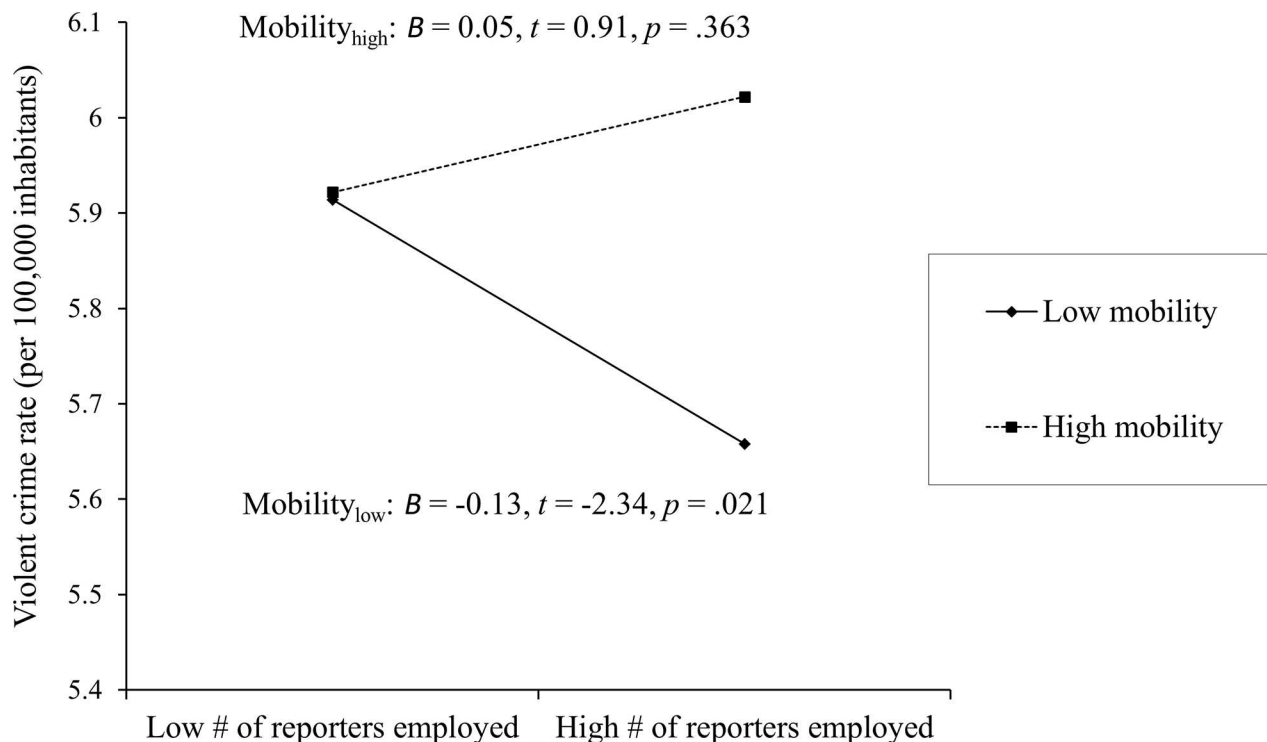 Mobilityhigh: B = 0.05, t = 0.91, p = .363
Violent crime rate (per 100,000 inhabitants)
6.1
6
5.9
5.8
5.7
5.6
5.5
5.4
Low mobility
High mobility
Mobilitylow: B = -0.13, t = -2.34, p = .021
Low # of reporters employed
High # of reporters employed